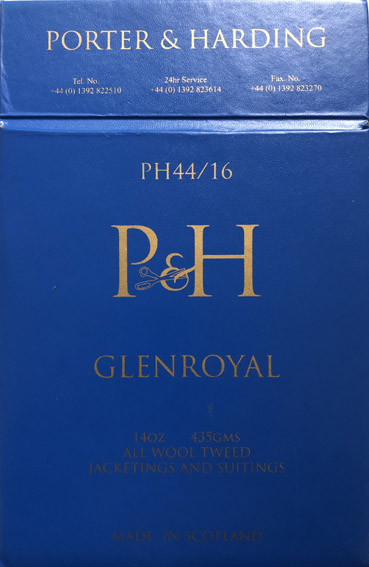 PORTER & HARDING
Tel. No. 24hr Service Fax. No.
+44 (0) 1392 822510 +44 (0) 1392 823614 +44 (0) 1392 823270
PH44/16
P&H
GLENROYAL
14OZ 435GMS
ALL WOOL TWEED
JACKETINGS AND SUITINGS
MADE IN SCOTLAND